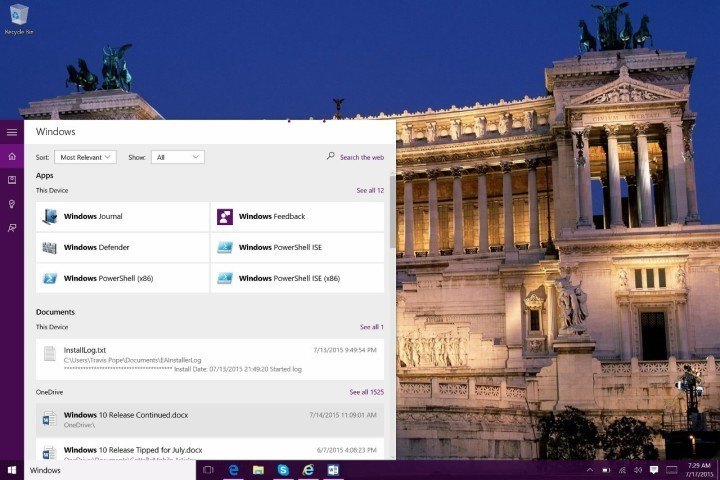 Recycle Bin
Windows
Sort: Most Relevant Show: All Search the web
Apps
This Device See all 12
Windows Journal Windows Feedback
Windows Defender Windows PowerShell ISE
Windows PowerShell (x86) Windows PowerShell ISE (x86)
Documents
This Device See all 1
InstallLog.txt 7/13/2015 9:49:54 PM
C:\Users\Travis Pope\Documents\EAInstallerLog
Install Date: 07/13/2015 21:49:20 Started log
OneDrive See all 1525
Windows 10 Release Continued.docx 7/14/2015 11:09:01 AM
OneDrive:\
Windows 10 Release Tipped for July.docx 6/7/2015 4:08:23 PM
CIVIUM LIBERTATI
Windows
7:29 AM
7/17/2015